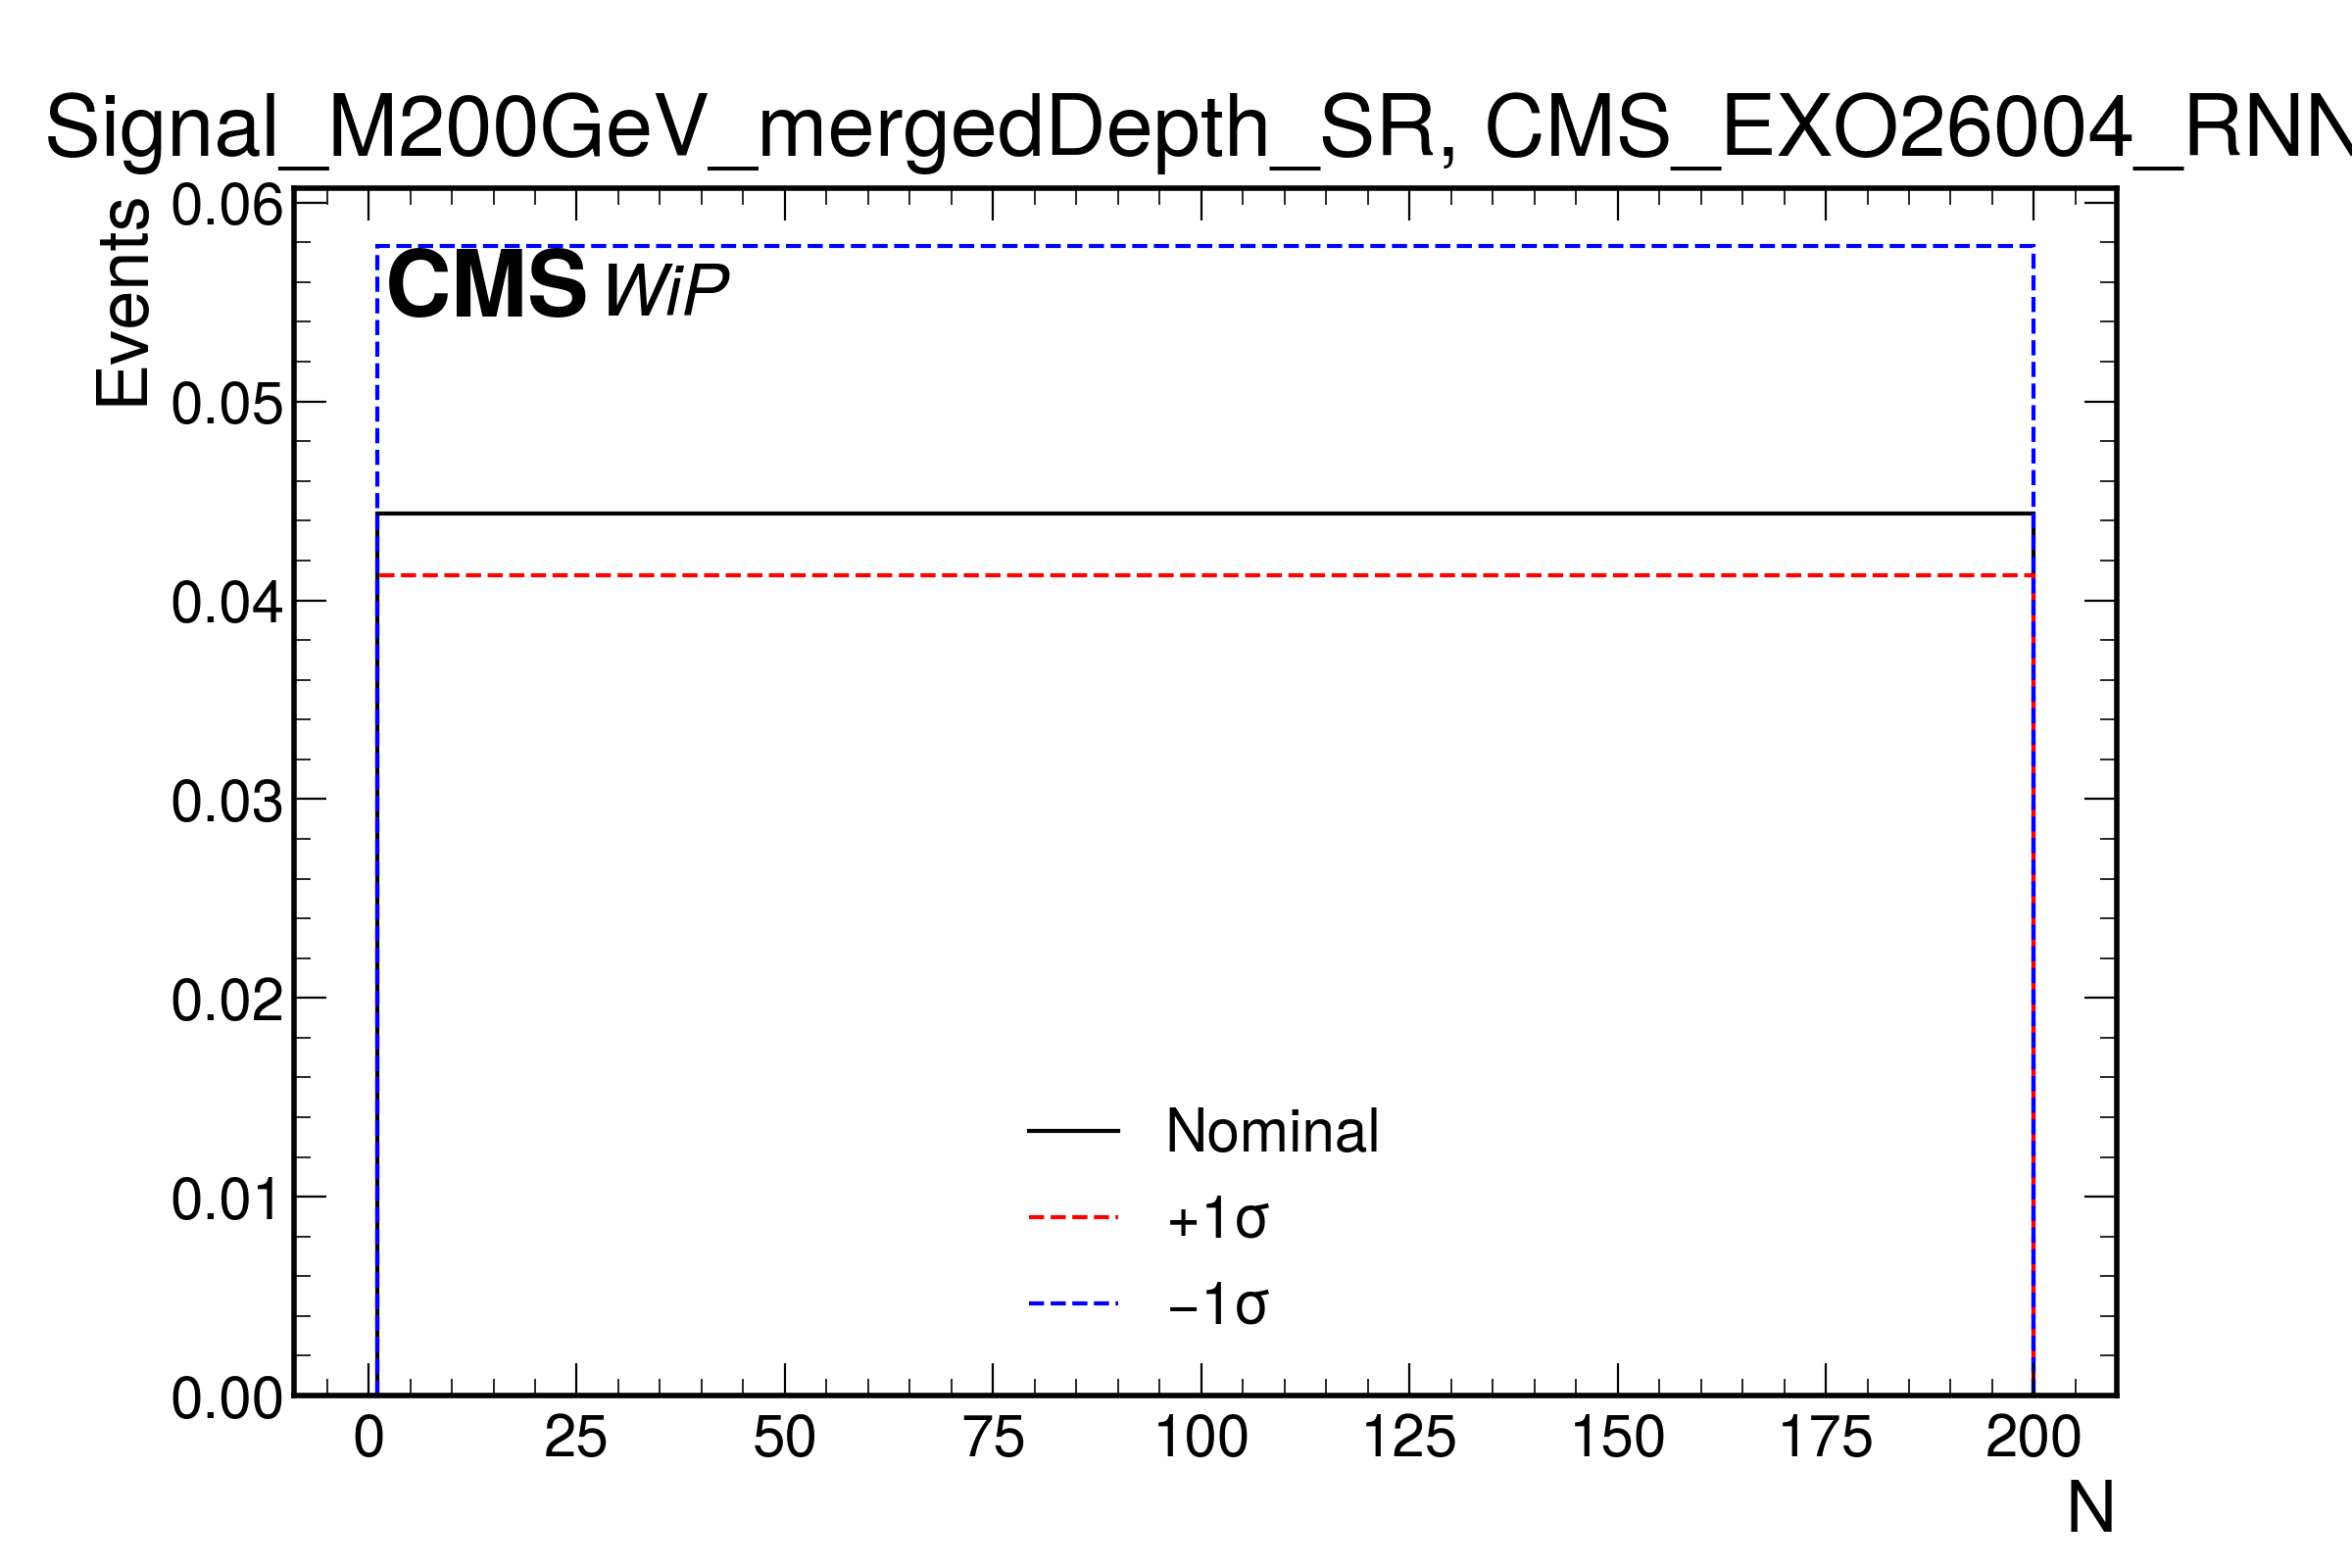 Signal_M200GeV_mergedDepth_SR, CMS_EXO26004_RNN
Events
0.06
CMS WiP
0.05
0.04
0.03
0.02
Nominal
0.01
+1σ
−1σ
0.00
0 25 50 75 100 125 150 175 200
N